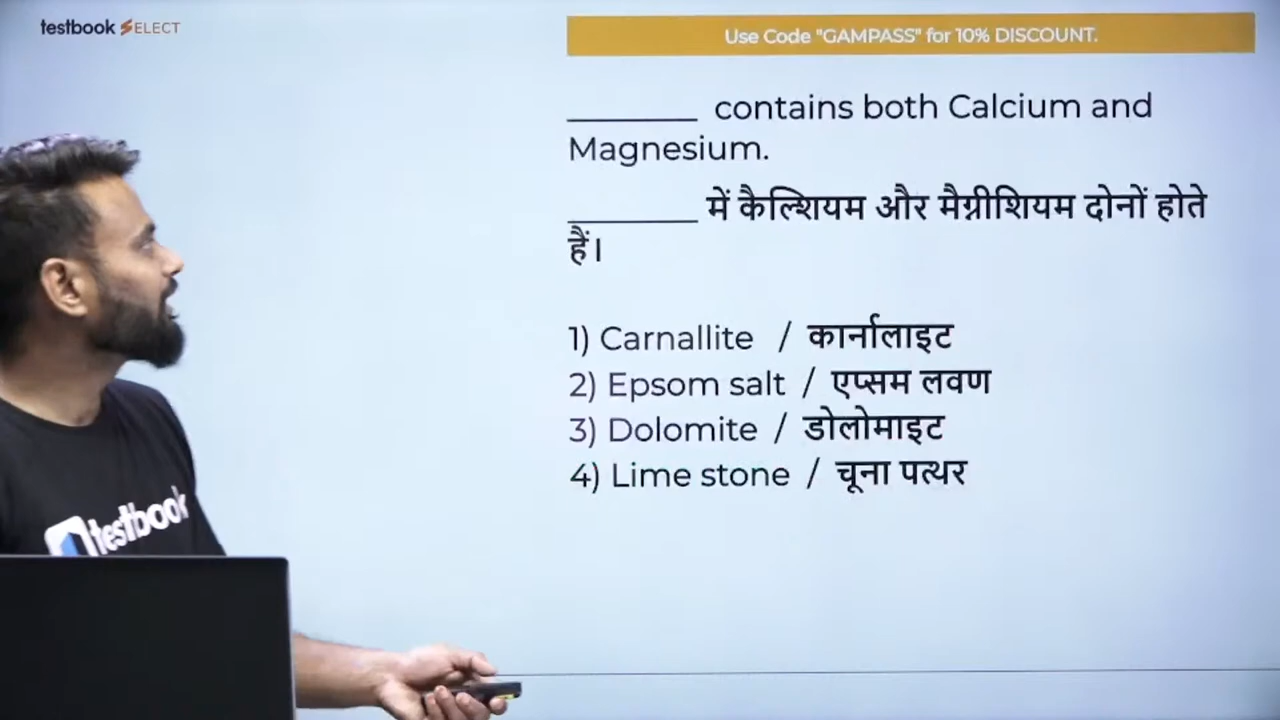 testbook SELECT
Use Code "GAMPASS" for 10% DISCOUNT.
________ contains both Calcium and
Magnesium.
________ में कैल्शियम और मैग्नीशियम दोनों होते
हैं।
1) Carnallite / कार्नालाइट
2) Epsom salt / एप्सम लवण
3) Dolomite / डोलोमाइट
4) Lime stone / चूना पत्थर
testbook